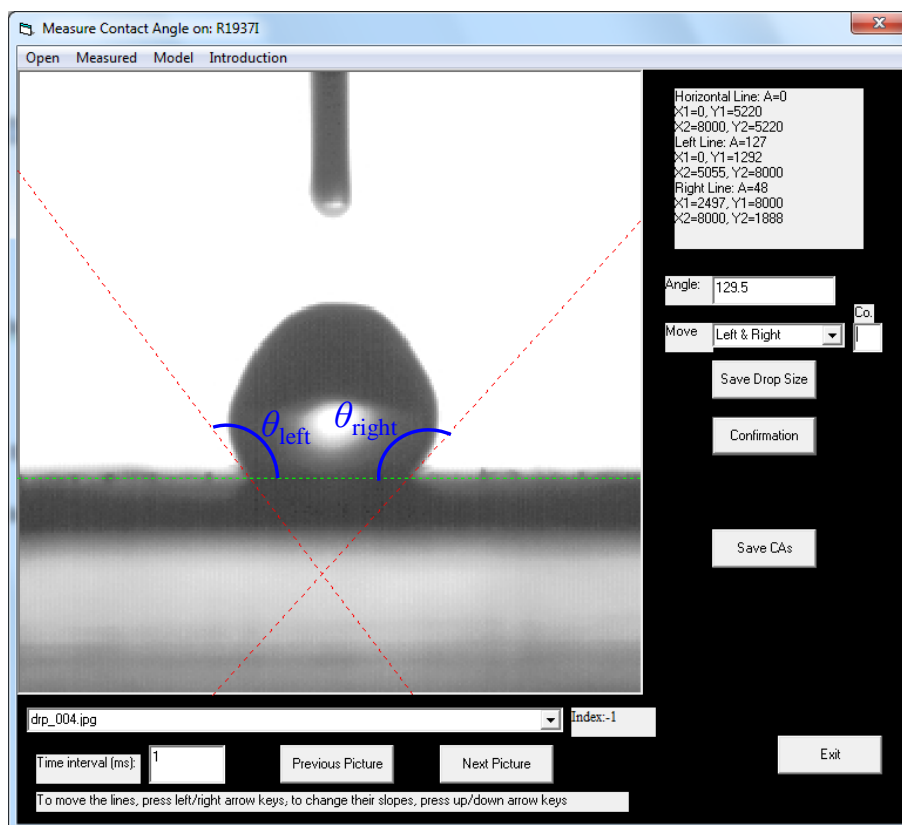 Measure Contact Angle on: R1937I
Open Measured Model Introduction
Horizontal Line: A=0
X1=0, Y1=5220
X2=8000, Y2=5220
Left Line: A=127
X1=0, Y1=1292
X2=5055, Y2=8000
Right Line: A=48
X1=2497, Y1=8000
X2=8000, Y2=1888
Angle: 129.5
Co.
Move Left & Right
Save Drop Size
Confirmation
θleft θright
Save CAs
drp_004.jpg Index:-1
Time interval (ms): 1 Previous Picture Next Picture Exit
To move the lines, press left/right arrow keys; to change their slopes, press up/down arrow keys